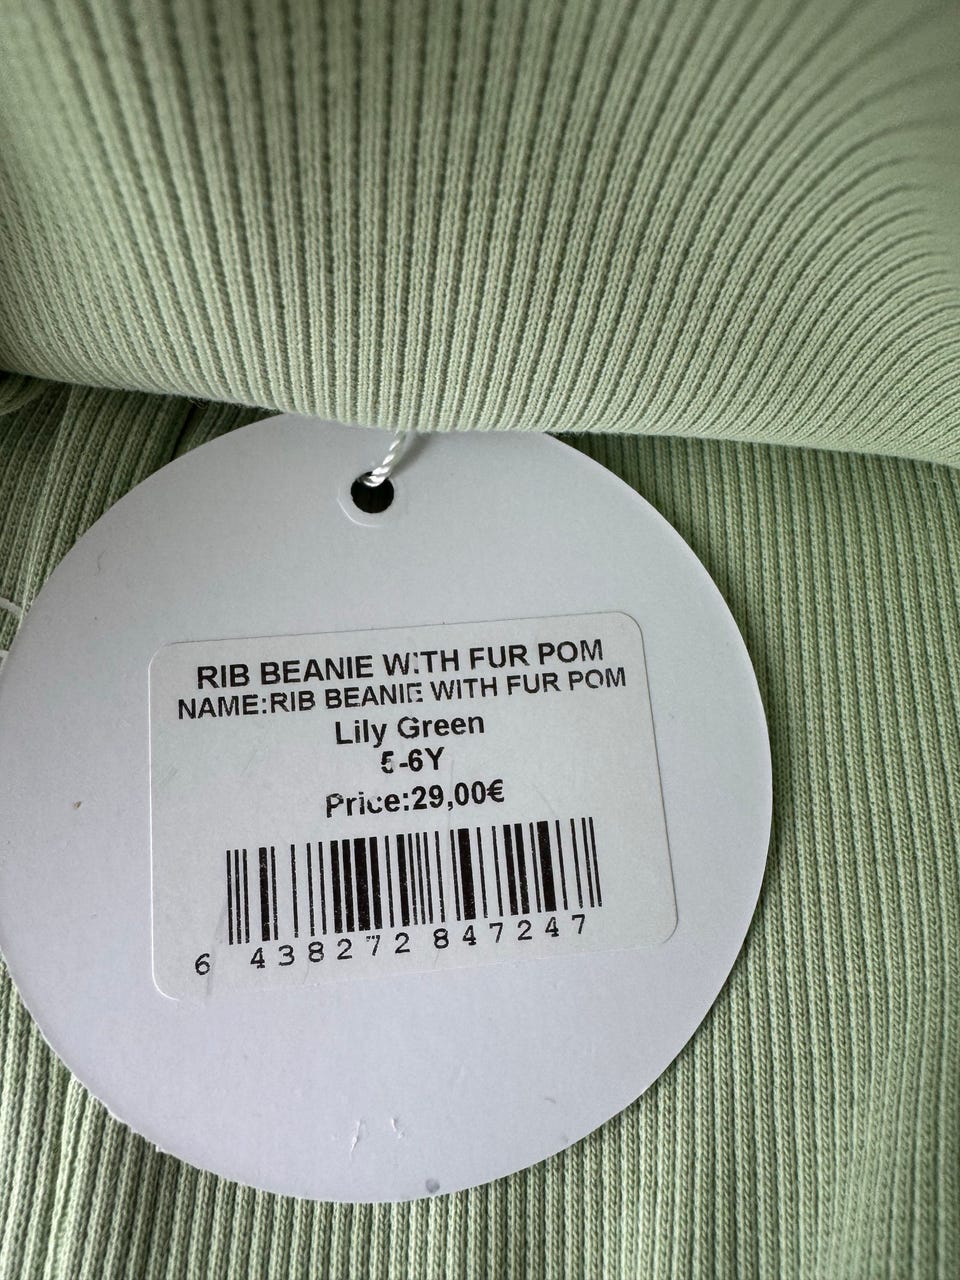 RIB BEANIE WITH FUR POM
NAME:RIB BEANIE WITH FUR POM
Lily Green
5-6Y
Price:29,00€
6 438272 847247